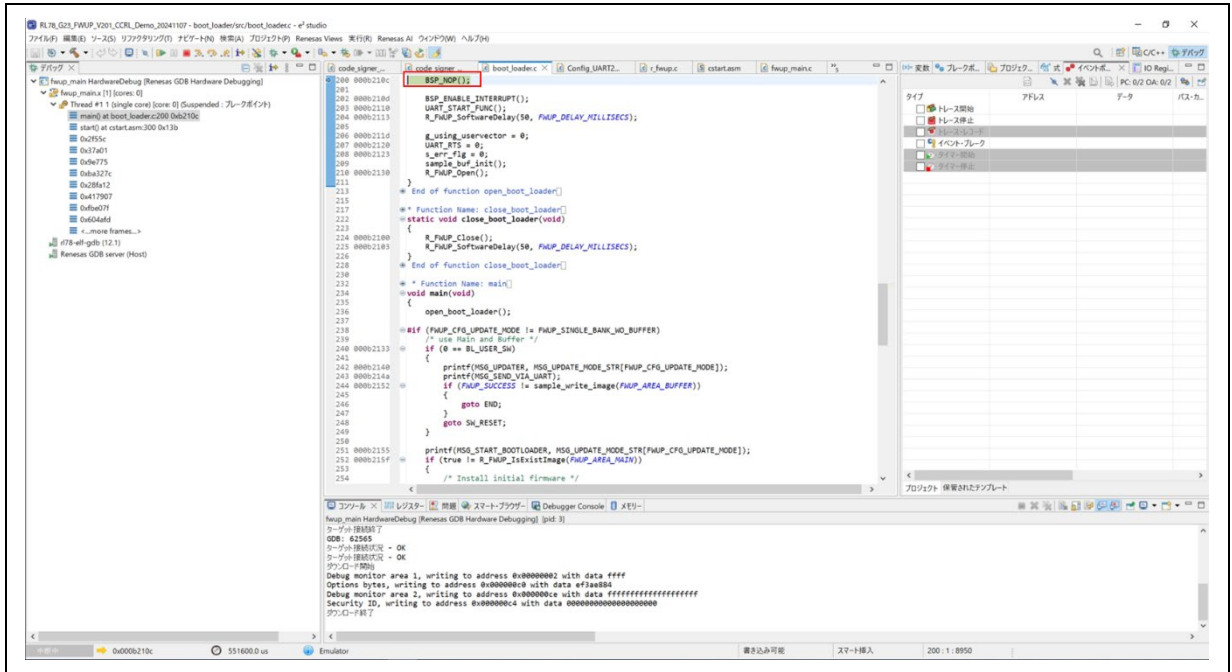 RL78_G23_FWUP_V201_CCRL_Demo_20241107 - boot_loader/src/boot_loader.c - e² studio
ファイル(F) 編集(E) ソース(S) リファクタリング(T) ナビゲート(N) 検索(A) プロジェクト(P) Renesas Views 実行(R) Renesas AI ウィンドウ(W) ヘルプ(H)
C/C++ デバッグ
デバッグ
fwup_main HardwareDebug [Renesas GDB Hardware Debugging]
fwup_main.x [1] [cores: 0]
Thread #1 1 (single core) [core: 0] (Suspended : ブレークポイント)
main() at boot_loader.c:200 0xb210c
start() at cstart.asm:300 0x13b
0x2f55c
0x37a01
0x9e775
0xba327c
0x28fa12
0x417907
0xfbe07f
0x604afd
<...more frames...>
rl78-elf-gdb (12.1)
Renesas GDB server (Host)
code_signer_... code_signer_... boot_loader.c Config_UART2... r_fwup.c cstart.asm fwup_main.c
200 000b210c BSP_NOP();
201
202 000b210d BSP_ENABLE_INTERRUPT();
203 000b2110 UART_START_FUNC();
204 000b2113 R_FWUP_SoftwareDelay(50, FWUP_DELAY_MILLISECS);
205
206 000b211d g_using_uservector = 0;
207 000b2120 UART_RTS = 0;
208 000b2123 s_err_flg = 0;
209 sample_buf_init();
210 000b2130 R_FWUP_Open();
211 }
213 End of function open_boot_loader
215
217 * Function Name: close_boot_loader
222 static void close_boot_loader(void)
223 {
224 000b2100 R_FWUP_Close();
225 000b2103 R_FWUP_SoftwareDelay(50, FWUP_DELAY_MILLISECS);
226 }
228 End of function close_boot_loader
230
232 * Function Name: main
234 void main(void)
235 {
236 open_boot_loader();
237
238 #if (FWUP_CFG_UPDATE_MODE != FWUP_SINGLE_BANK_WO_BUFFER)
239 /* use Main and Buffer */
240 000b2133 if (0 == BL_USER_SW)
241 {
242 000b2140 printf(MSG_UPDATER, MSG_UPDATE_MODE_STR[FWUP_CFG_UPDATE_MODE]);
243 000b214a printf(MSG_SEND_VIA_UART);
244 000b2152 if (FWUP_SUCCESS != sample_write_image(FWUP_AREA_BUFFER))
245 {
246 goto END;
247 }
248 goto SW_RESET;
249 }
250
251 000b2155 printf(MSG_START_BOOTLOADER, MSG_UPDATE_MODE_STR[FWUP_CFG_UPDATE_MODE]);
252 000b215f if (true != R_FWUP_IsExistImage(FWUP_AREA_MAIN))
253 {
254 /* Install initial firmware */
変数 ブレークポ... プロジェク... 式 イベントポ... IO Regi...
PC: 0/2 OA: 0/2
タイプ アドレス データ パス・カ...
トレース開始
トレース停止
トレース・レコード
イベント・ブレーク
タイマー開始
タイマー停止
プロジェクト 保管されたテンプレート
コンソール レジスター 問題 スマート・ブラウザー Debugger Console メモリー
fwup_main HardwareDebug [Renesas GDB Hardware Debugging] [pid: 3]
ターゲット接続終了
GDB: 62565
ターゲット接続状況 - OK
ターゲット接続状況 - OK
ダウンロード開始
Debug monitor area 1, writing to address 0x00000002 with data ffff
Options bytes, writing to address 0x000000c0 with data ef3ae884
Debug monitor area 2, writing to address 0x000000ce with data ffffffffffffffffffff
Security ID, writing to address 0x000000c4 with data 00000000000000000000
ダウンロード終了
中断中 0x000b210c 551600.0 us Emulator 書き込み可能 スマート挿入 200 : 1 : 8950